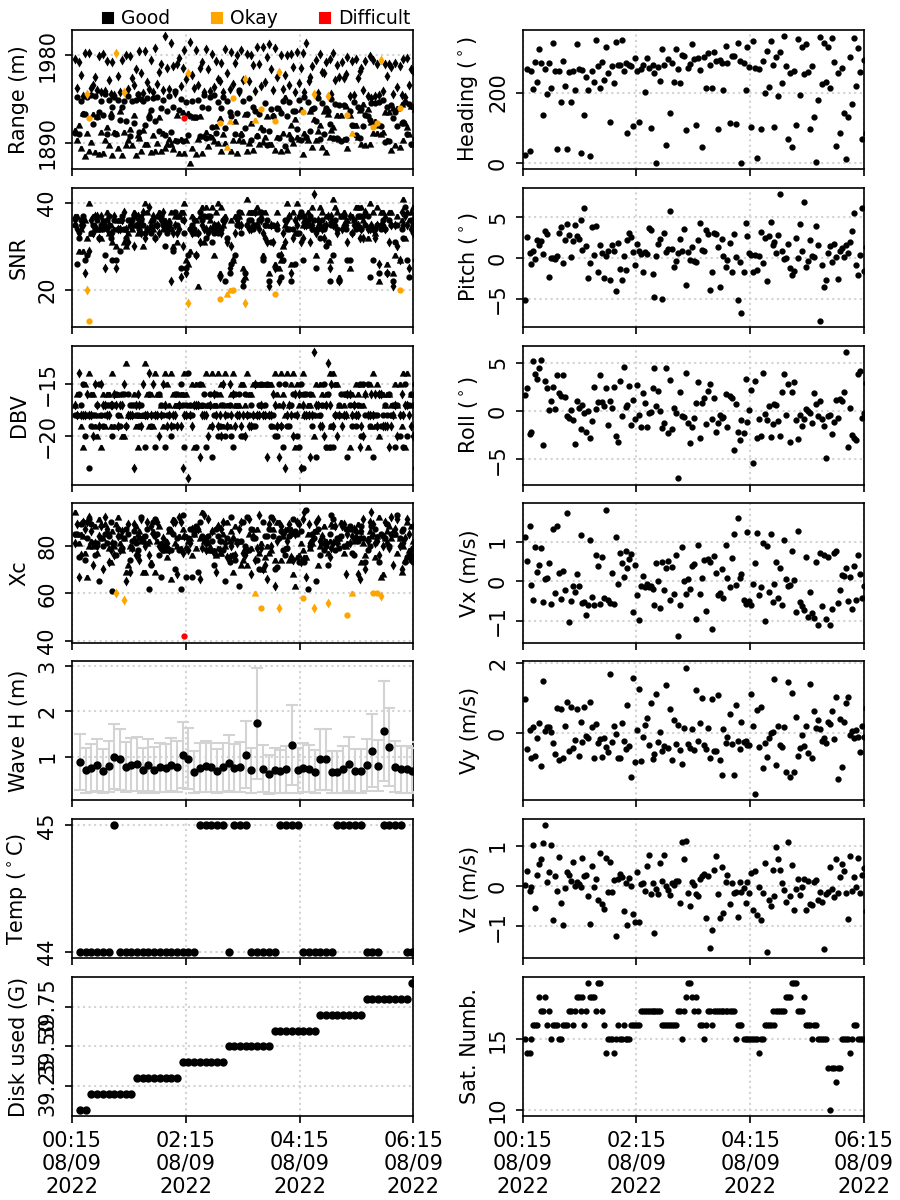 Good Okay Difficult
Range (m)
1980
1890
Heading (°)
200
0
SNR
40
20
Pitch (°)
5
0
−5
DBV
−15
−20
Roll (°)
5
0
−5
Xc
80
60
40
Vx (m/s)
1
0
−1
Wave H (m)
3
2
1
Vy (m/s)
2
0
Temp (°C)
45
44
Vz (m/s)
1
0
−1
Disk used (G)
39.75
39.50
39.25
Sat. Numb.
15
10
00:15 02:15 04:15 06:15 00:15 02:15 04:15 06:15
08/09 08/09 08/09 08/09 08/09 08/09 08/09 08/09
2022 2022 2022 2022 2022 2022 2022 2022